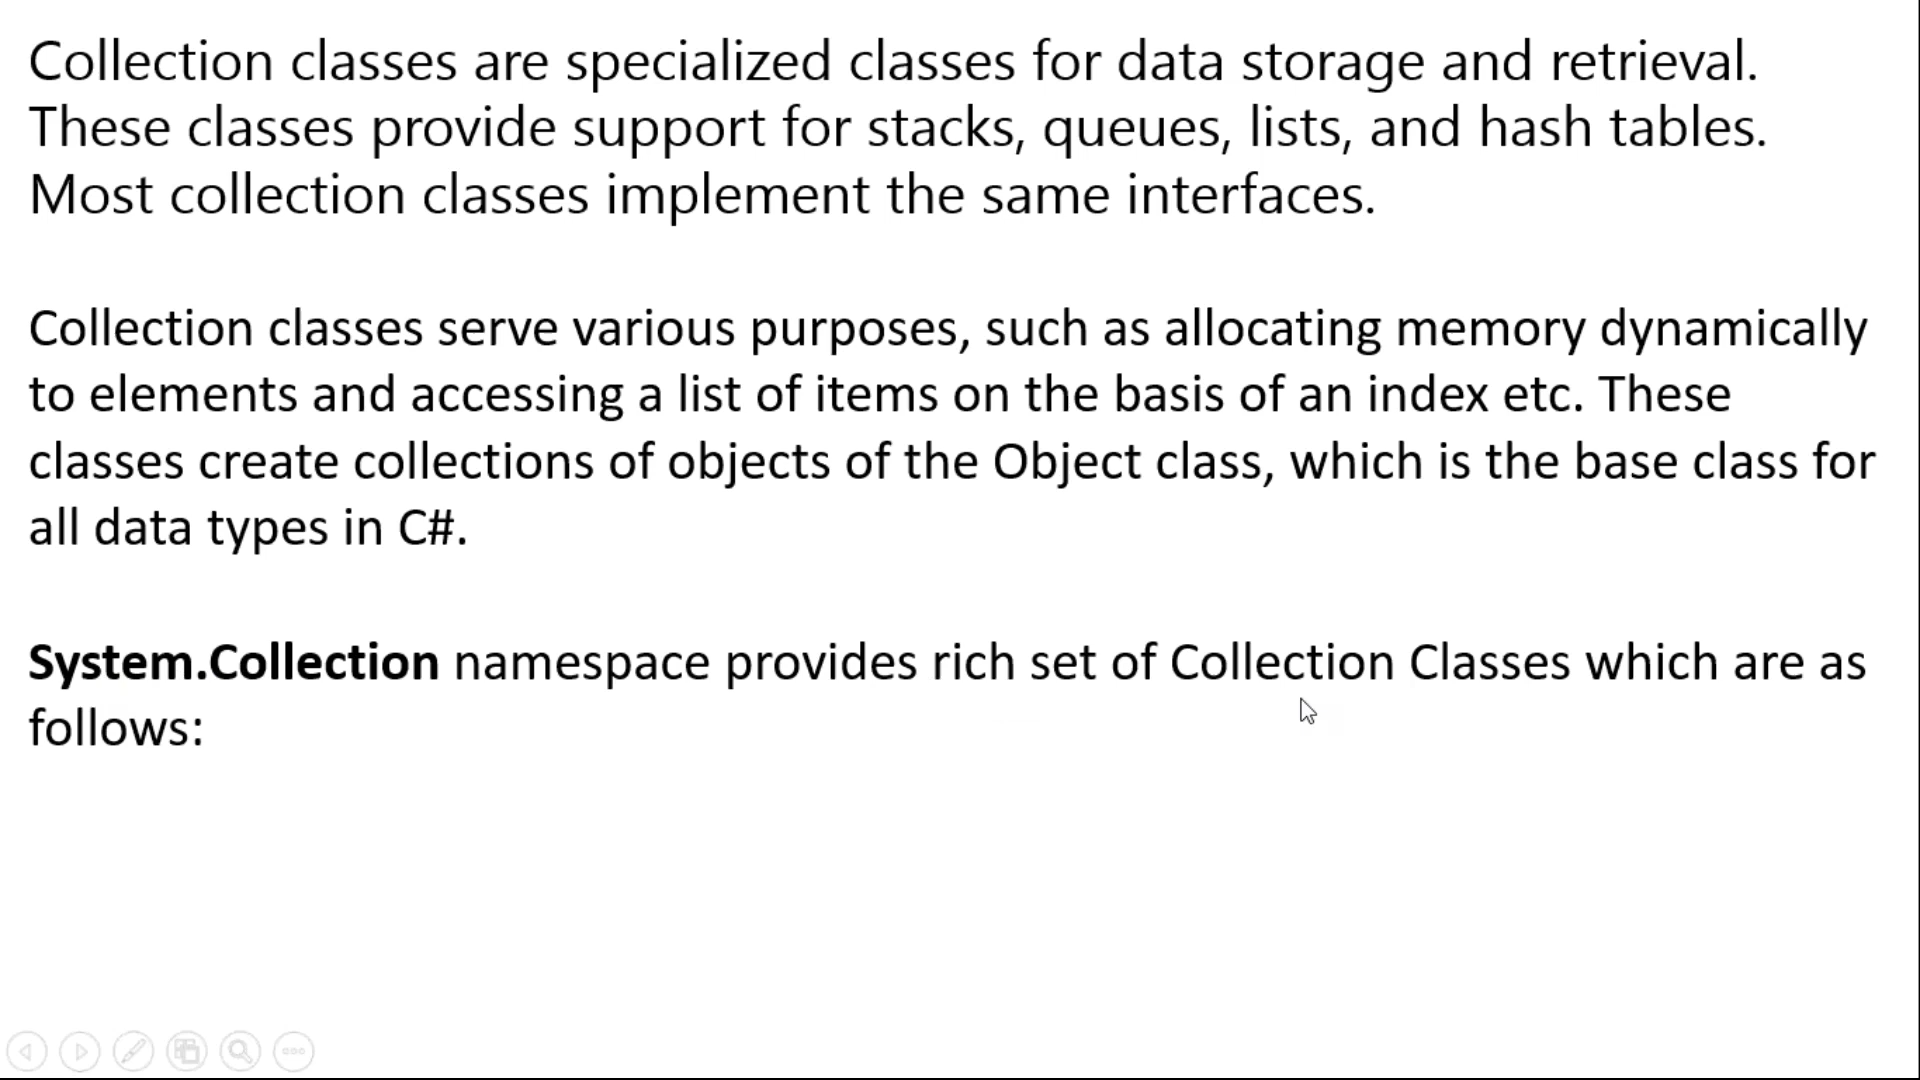 Collection classes are specialized classes for data storage and retrieval.
These classes provide support for stacks, queues, lists, and hash tables.
Most collection classes implement the same interfaces.
Collection classes serve various purposes, such as allocating memory dynamically
to elements and accessing a list of items on the basis of an index etc. These
classes create collections of objects of the Object class, which is the base class for
all data types in C#.
System.Collection namespace provides rich set of Collection Classes which are as
follows: